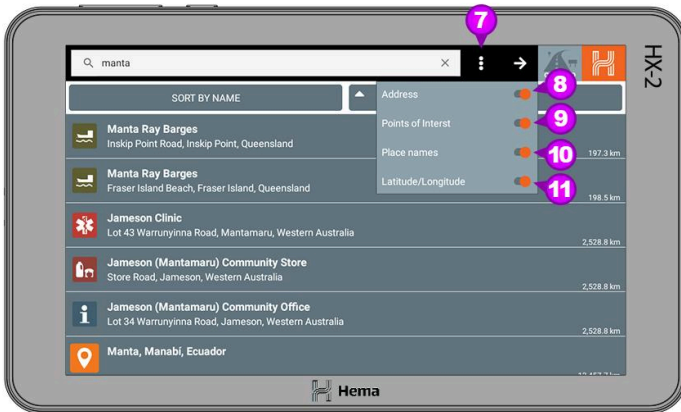 7
manta
HX-2
SORT BY NAME
Address
8
Points of Interst
9
Place names
10
Latitude/Longitude
11
Manta Ray Barges
Inskip Point Road, Inskip Point, Queensland
197.3 km
Manta Ray Barges
Fraser Island Beach, Fraser Island, Queensland
198.5 km
Jameson Clinic
Lot 43 Warrunyinna Road, Mantamaru, Western Australia
2,528.8 km
Jameson (Mantamaru) Community Store
Store Road, Jameson, Western Australia
2,528.8 km
Jameson (Mantamaru) Community Office
Lot 34 Warrunyinna Road, Jameson, Western Australia
2,528.8 km
Manta, Manabí, Ecuador
Hema